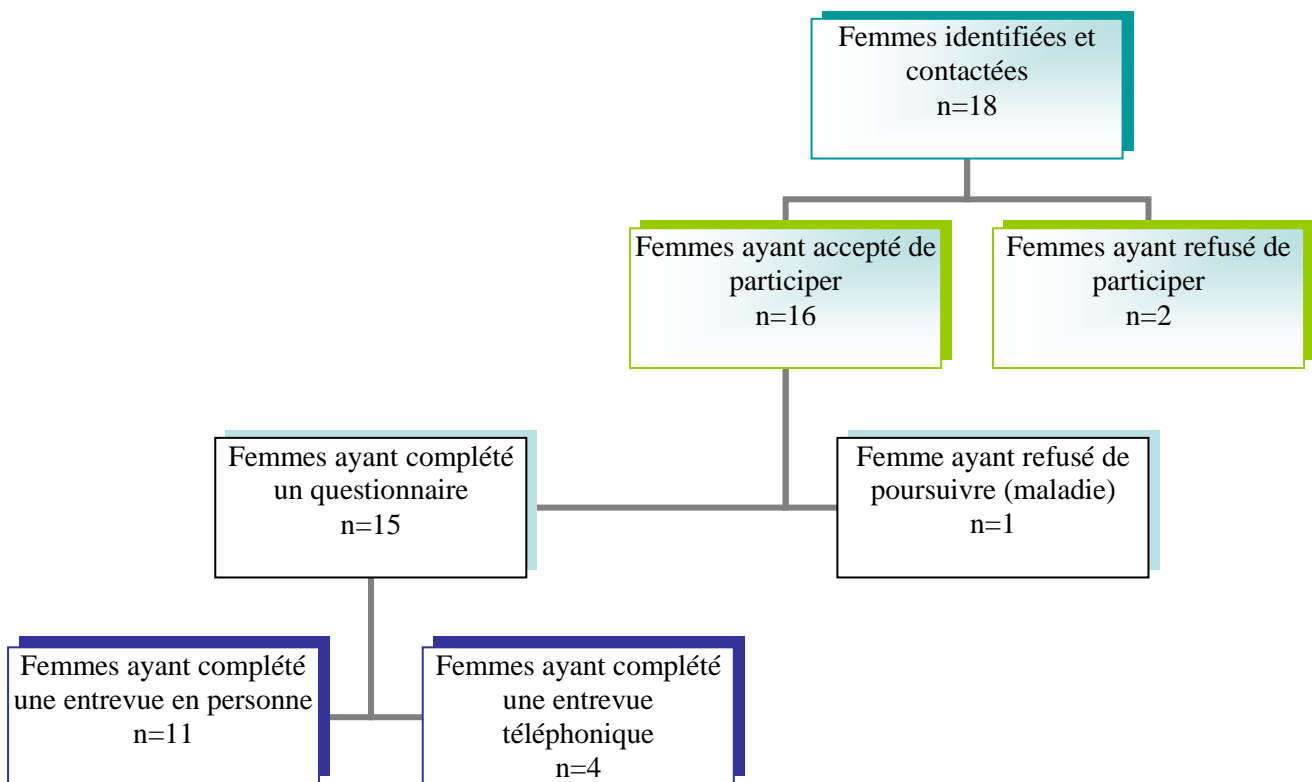 Femmes identifiées et
contactées
n=18
Femmes ayant accepté de
participer
n=16
Femmes ayant refusé de
participer
n=2
Femmes ayant complété
un questionnaire
n=15
Femme ayant refusé de
poursuivre (maladie)
n=1
Femmes ayant complété
une entrevue en personne
n=11
Femmes ayant complété
une entrevue
téléphonique
n=4